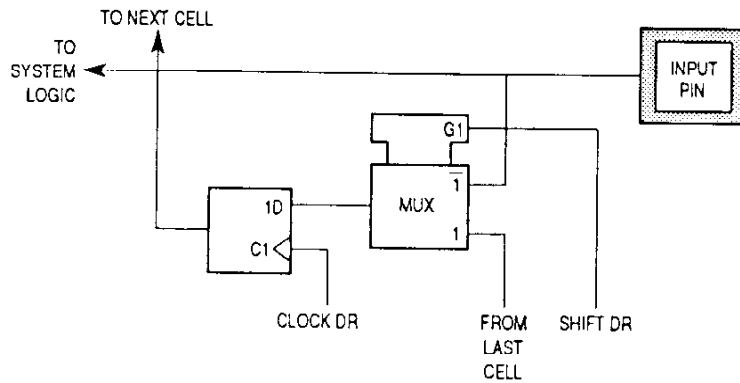 TO NEXT CELL
TO
SYSTEM
LOGIC
INPUT
PIN
G1
1
MUX
1D
1
C1
CLOCK DR
FROM
LAST
CELL
SHIFT DR